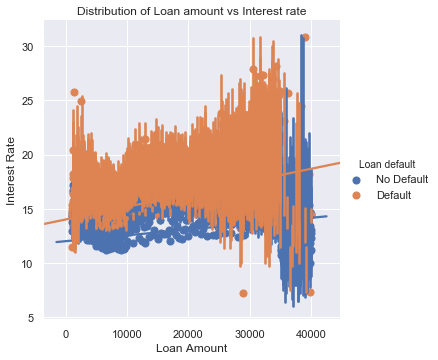 Distribution of Loan amount vs Interest rate
30
25
20
15
10
5
Interest Rate
0
10000
20000
30000
40000
Loan Amount
Loan default
No Default
Default